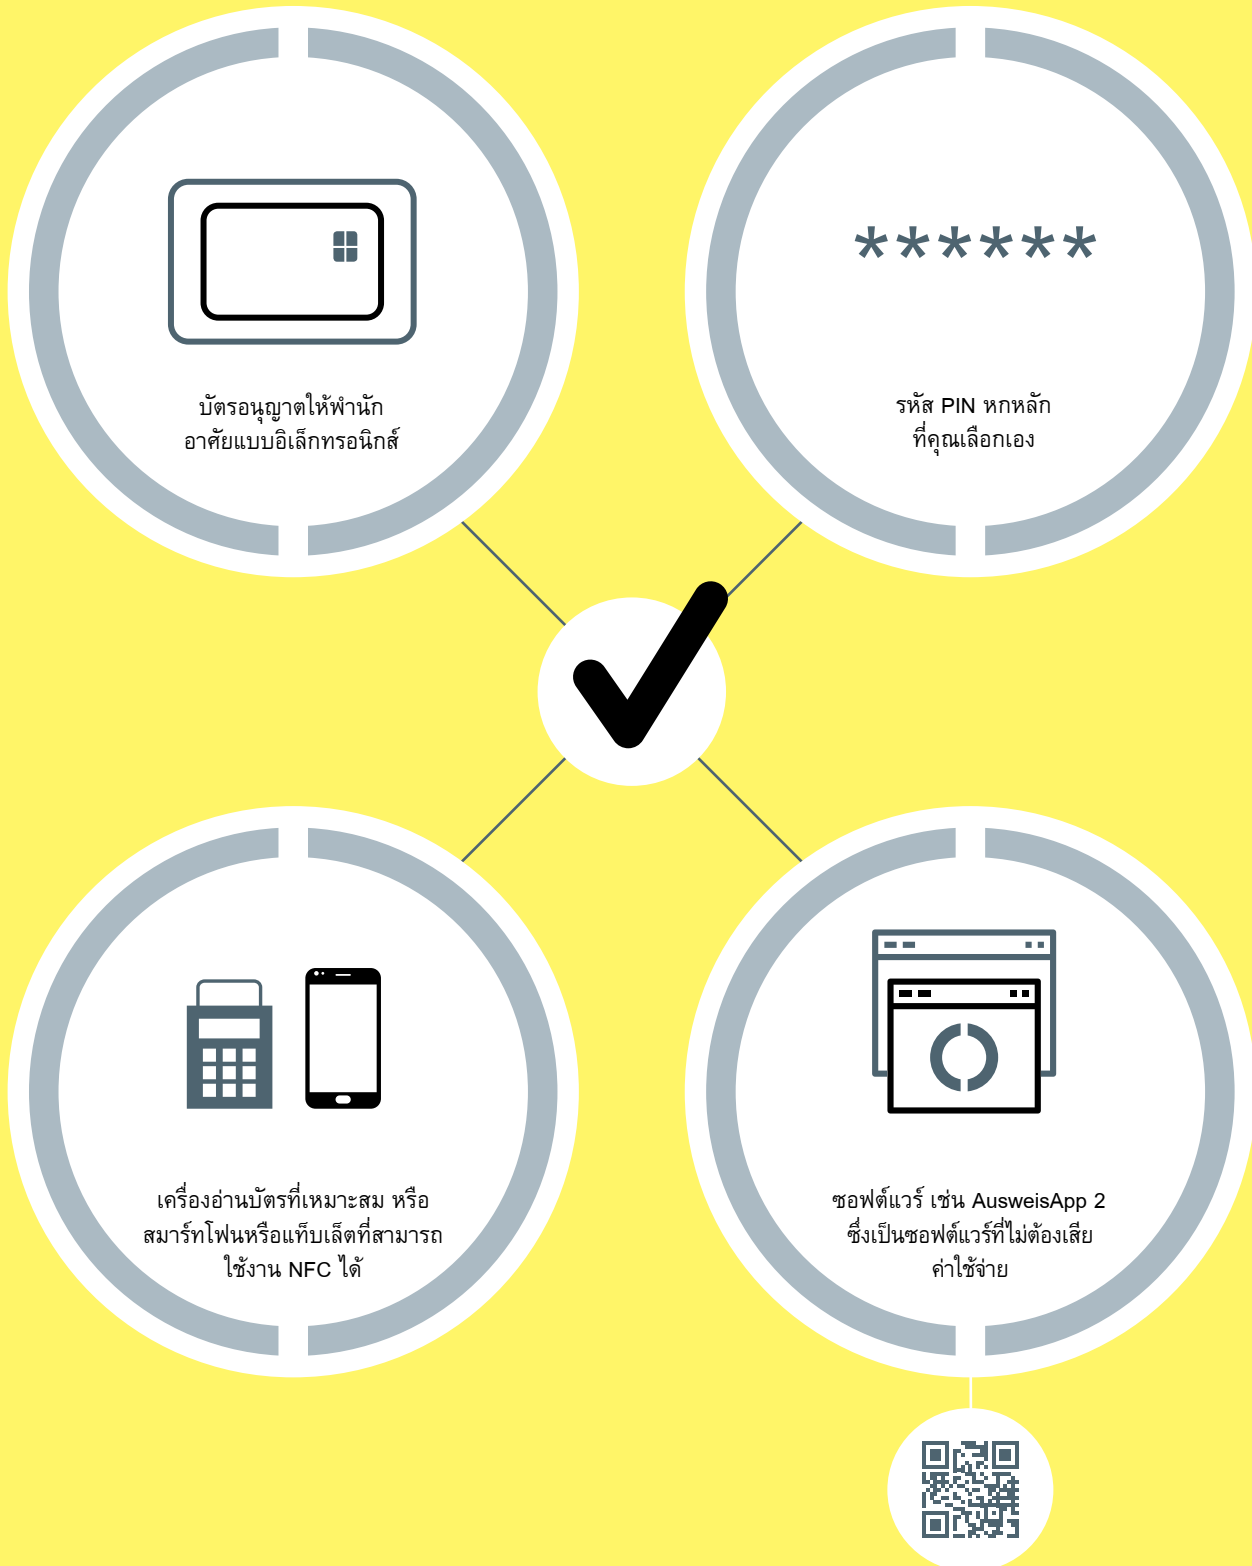 บัตรอนุญาตให้พำนัก
อาศัยแบบอิเล็กทรอนิกส์
******
รหัส PIN หกหลัก
ที่คุณเลือกเอง
เครื่องอ่านบัตรที่เหมาะสม หรือ
สมาร์ทโฟนหรือแท็บเล็ตที่สามารถ
ใช้งาน NFC ได้
ซอฟต์แวร์ เช่น AusweisApp 2
ซึ่งเป็นซอฟต์แวร์ที่ไม่ต้องเสีย
ค่าใช้จ่าย